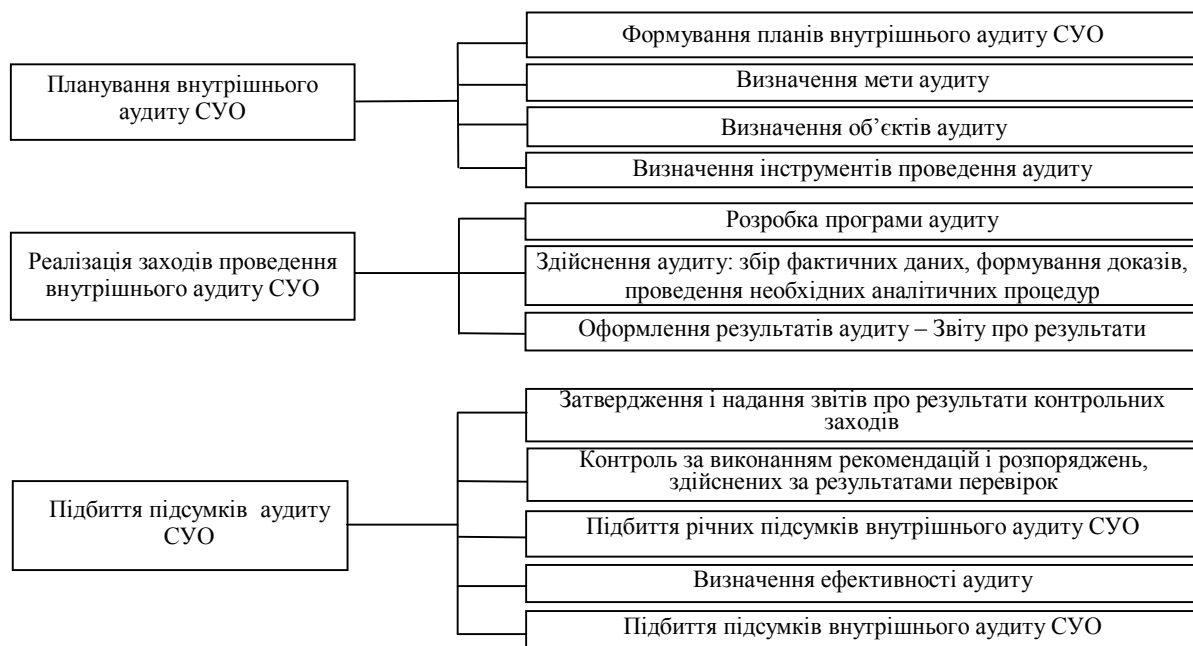 Планування внутрішнього
аудиту СУО
Формування планів внутрішнього аудиту СУО
Визначення мети аудиту
Визначення об’єктів аудиту
Визначення інструментів проведення аудиту
Реалізація заходів проведення
внутрішнього аудиту СУО
Розробка програми аудиту
Здійснення аудиту: збір фактичних даних, формування доказів,
проведення необхідних аналітичних процедур
Оформлення результатів аудиту – Звіту про результати
Підбиття підсумків аудиту
СУО
Затвердження і надання звітів про результати контрольних
заходів
Контроль за виконанням рекомендацій і розпоряджень,
здійснених за результатами перевірок
Підбиття річних підсумків внутрішнього аудиту СУО
Визначення ефективності аудиту
Підбиття підсумків внутрішнього аудиту СУО